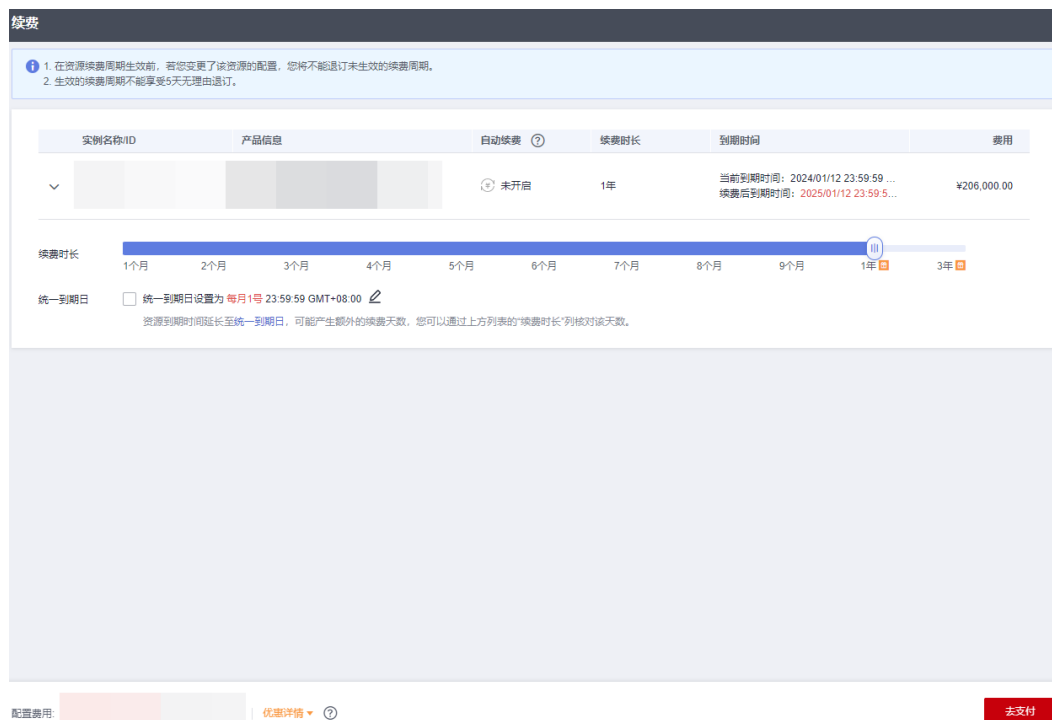 续费
1. 在资源续费周期生效前，若您变更了该资源的配置，您将不能退订未生效的续费周期。
2. 生效的续费周期不能享受5天无理由退订。
实例名称/ID 产品信息 自动续费 续费时长 到期时间 费用
未开启 1年 当前到期时间：2024/01/12 23:59:59 ... ¥206,000.00
续费后到期时间：2025/01/12 23:59:5...
续费时长
1个月 2个月 3个月 4个月 5个月 6个月 7个月 8个月 9个月 1年 3年
统一到期日 统一到期日设置为 每月1号 23:59:59 GMT+08:00
资源到期时间延长至统一到期日，可能产生额外的续费天数，您可以通过上方列表的“续费时长”列核对该天数。
配置费用: 优惠详情 去支付